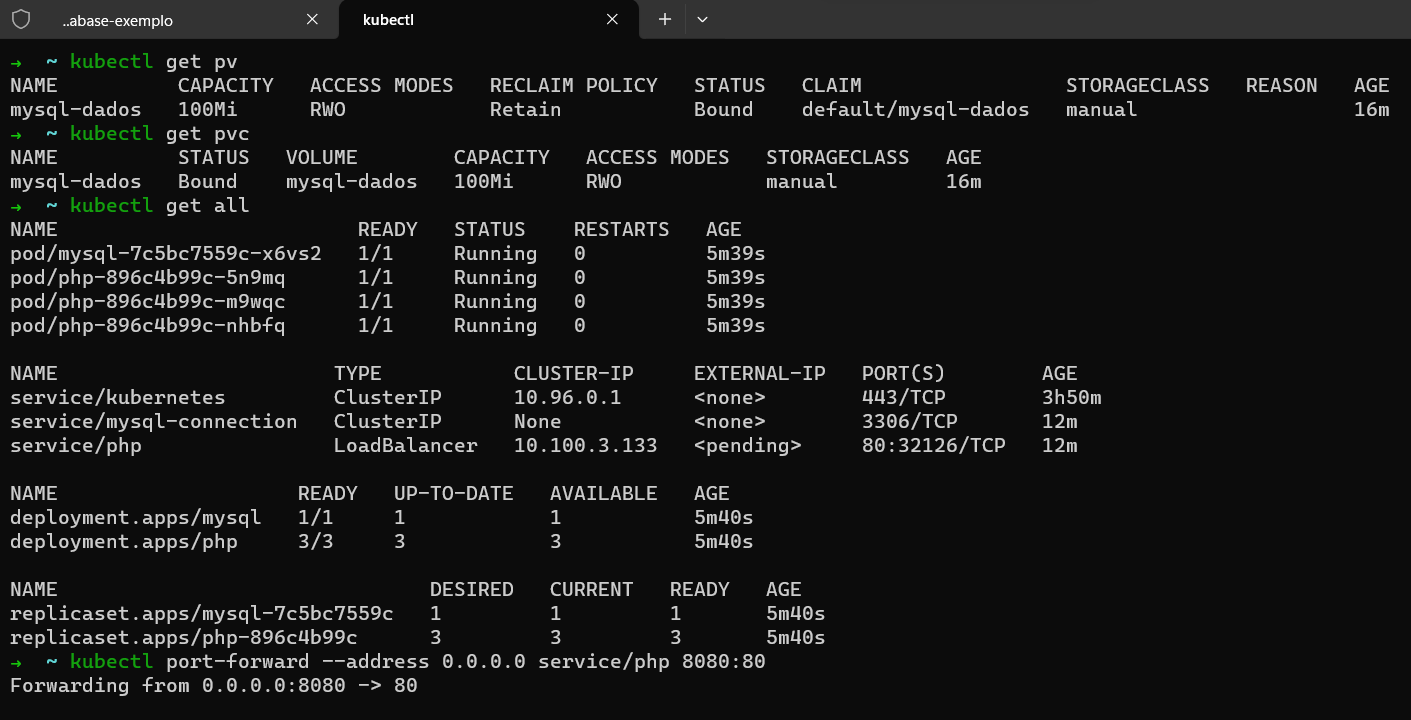 ..abase-exemplo kubectl
→ ~ kubectl get pv
NAME CAPACITY ACCESS MODES RECLAIM POLICY STATUS CLAIM STORAGECLASS REASON AGE
mysql-dados 100Mi RWO Retain Bound default/mysql-dados manual 16m
→ ~ kubectl get pvc
NAME STATUS VOLUME CAPACITY ACCESS MODES STORAGECLASS AGE
mysql-dados Bound mysql-dados 100Mi RWO manual 16m
→ ~ kubectl get all
NAME READY STATUS RESTARTS AGE
pod/mysql-7c5bc7559c-x6vs2 1/1 Running 0 5m39s
pod/php-896c4b99c-5n9mq 1/1 Running 0 5m39s
pod/php-896c4b99c-m9wqc 1/1 Running 0 5m39s
pod/php-896c4b99c-nhbfq 1/1 Running 0 5m39s
NAME TYPE CLUSTER-IP EXTERNAL-IP PORT(S) AGE
service/kubernetes ClusterIP 10.96.0.1 <none> 443/TCP 3h50m
service/mysql-connection ClusterIP None <none> 3306/TCP 12m
service/php LoadBalancer 10.100.3.133 <pending> 80:32126/TCP 12m
NAME READY UP-TO-DATE AVAILABLE AGE
deployment.apps/mysql 1/1 1 1 5m40s
deployment.apps/php 3/3 3 3 5m40s
NAME DESIRED CURRENT READY AGE
replicaset.apps/mysql-7c5bc7559c 1 1 1 5m40s
replicaset.apps/php-896c4b99c 3 3 3 5m40s
→ ~ kubectl port-forward --address 0.0.0.0 service/php 8080:80
Forwarding from 0.0.0.0:8080 -> 80